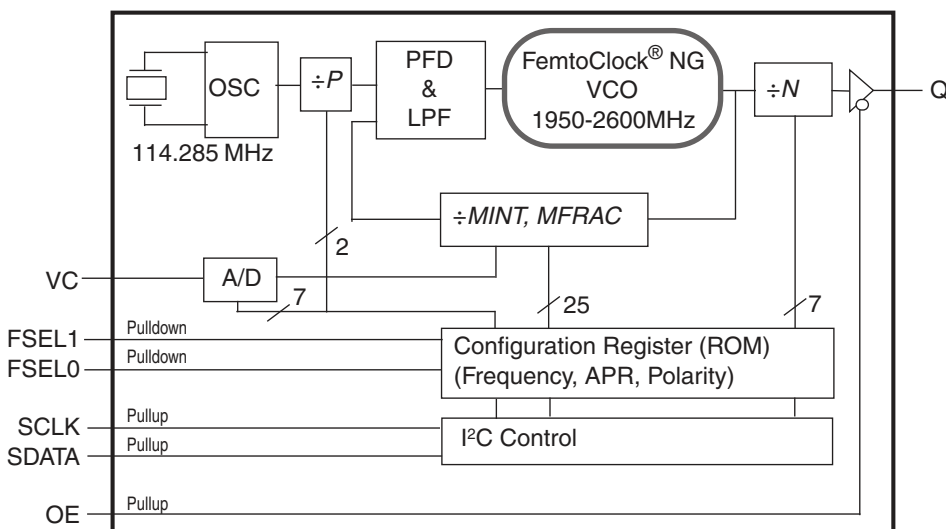 OSC
114.285 MHz
÷P
PFD
&
LPF
FemtoClock® NG
VCO
1950-2600MHz
÷N
Q
÷MINT, MFRAC
2
VC
A/D
7
25
7
FSEL1
Pulldown
FSEL0
Pulldown
Configuration Register (ROM)
(Frequency, APR, Polarity)
SCLK
Pullup
SDATA
Pullup
I²C Control
OE
Pullup